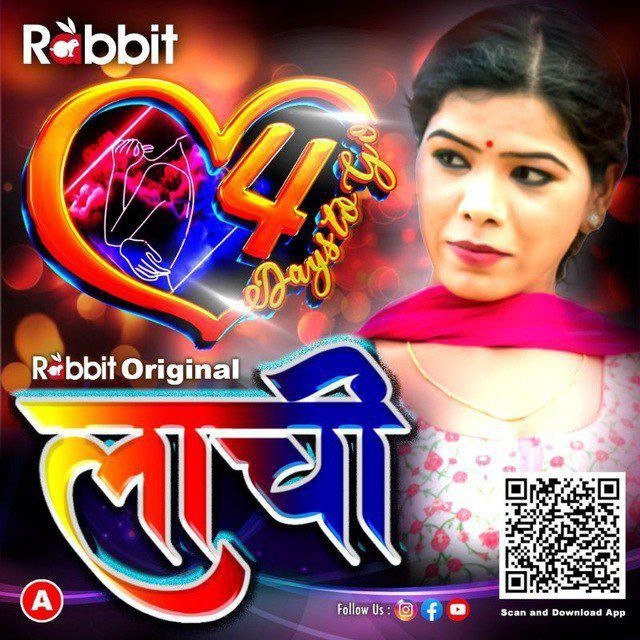 Rabbit
4
Days to Go
Rabbit Original
लाची
A
Follow Us :
Scan and Download App